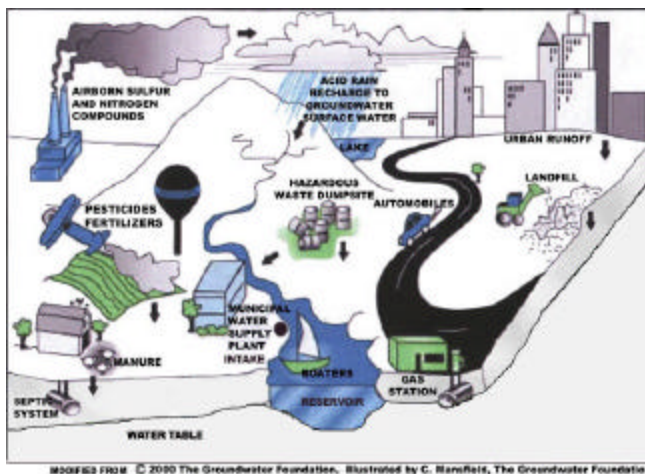 AIRBORN SULFUR
AND NITROGEN
COMPOUNDS
ACID RAIN
RECHARGE TO
GROUNDWATER
SURFACE WATER
LAKE
URBAN RUNOFF
HAZARDOUS
WASTE DUMPSITE
AUTOMOBILES
LANDFILL
PESTICIDES
FERTILIZERS
MUNICIPAL
WATER
SUPPLY
PLANT
INTAKE
MANURE
BOATERS
GAS
STATION
SEPTIC
SYSTEM
RESERVOIR
WATER TABLE
MODIFIED FROM © 2000 The Groundwater Foundation. Illustrated by C. Mansfield, The Groundwater Foundation